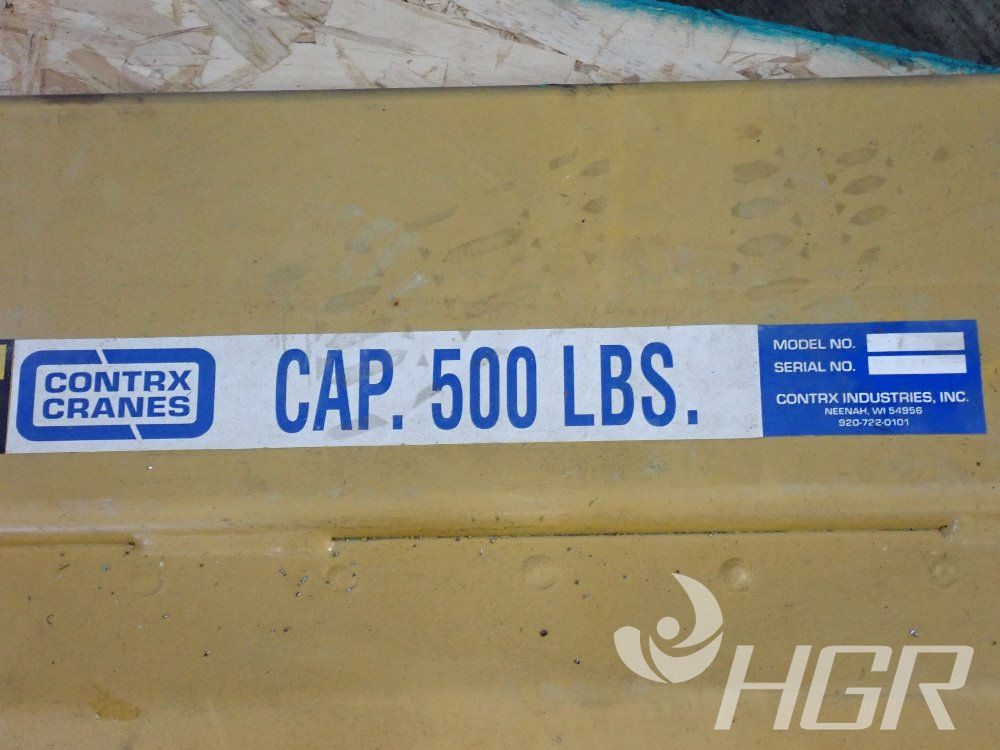 CONTRX
CRANES
CAP. 500 LBS.
MODEL NO.
SERIAL NO.
CONTRX INDUSTRIES, INC.
NEENAH, WI 54956
920-722-0101
HGR